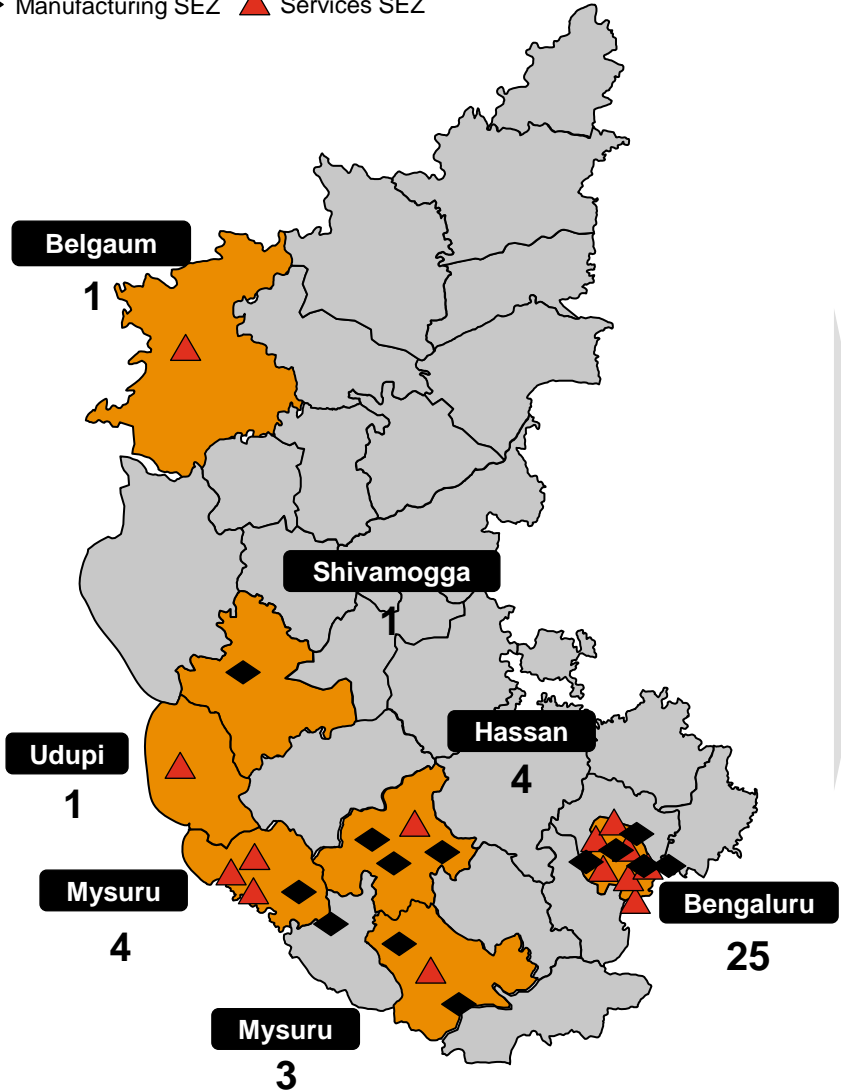 Manufacturing SEZ Services SEZ
Belgaum
1
Shivamogga
1
Hassan
4
Udupi
1
Mysuru
4
Bengaluru
25
Mysuru
3